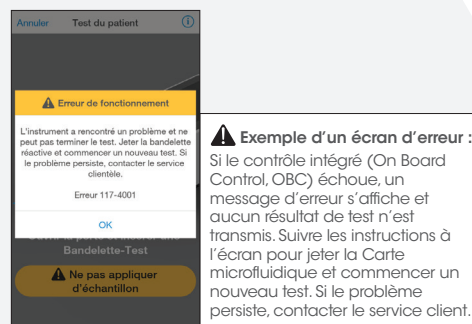 Annuler Test du patient
Erreur de fonctionnement
L'instrument a rencontré un problème et ne
peut pas terminer le test. Jeter la bandelette
réactive et commencer un nouveau test. Si
le problème persiste, contacter le service
clientèle.
Erreur 117-4001
OK
Bandelette-Test
Ne pas appliquer
d'échantillon
Exemple d'un écran d'erreur :
Si le contrôle intégré (On Board
Control, OBC) échoue, un
message d'erreur s'affiche et
aucun résultat de test n'est
transmis. Suivre les instructions à
l'écran pour jeter la Carte
microfluidique et commencer un
nouveau test. Si le problème
persiste, contacter le service client.